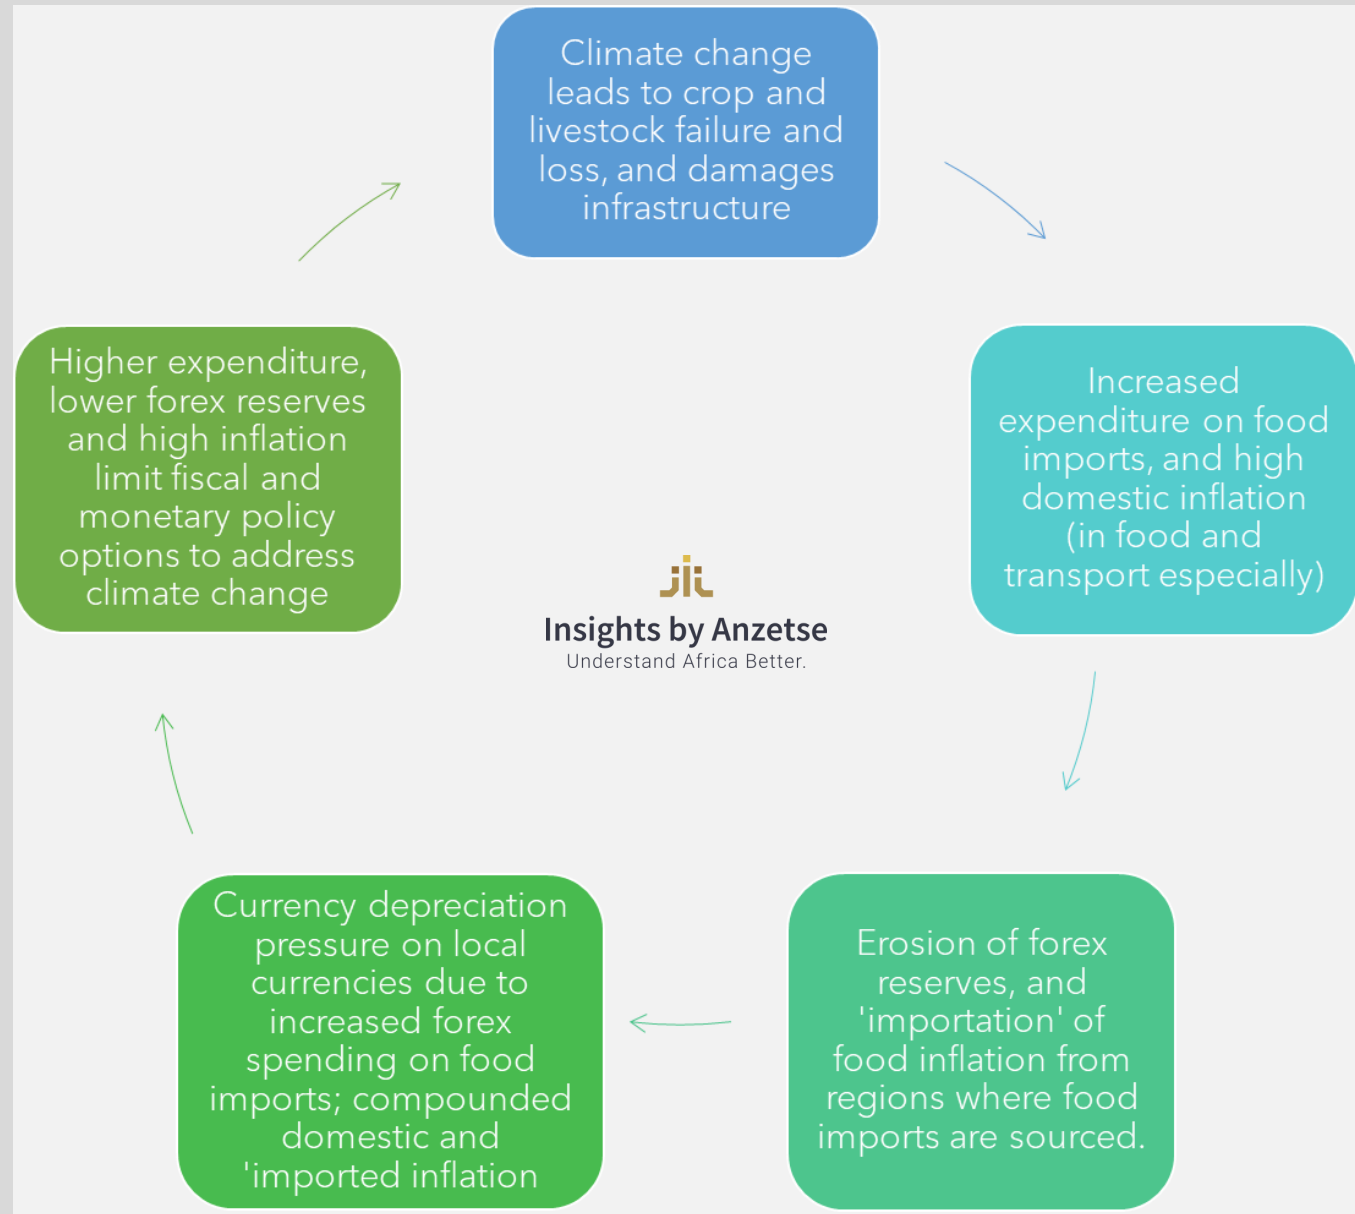 Climate change
leads to crop and
livestock failure and
loss, and damages
infrastructure
Increased
expenditure on food
imports, and high
domestic inflation
(in food and
transport especially)
Erosion of forex
reserves, and
'importation' of
food inflation from
regions where food
imports are sourced.
Currency depreciation
pressure on local
currencies due to
increased forex
spending on food
imports; compounded
domestic and
'imported inflation
Higher expenditure,
lower forex reserves
and high inflation
limit fiscal and
monetary policy
options to address
climate change
Insights by Anzetse
Understand Africa Better.